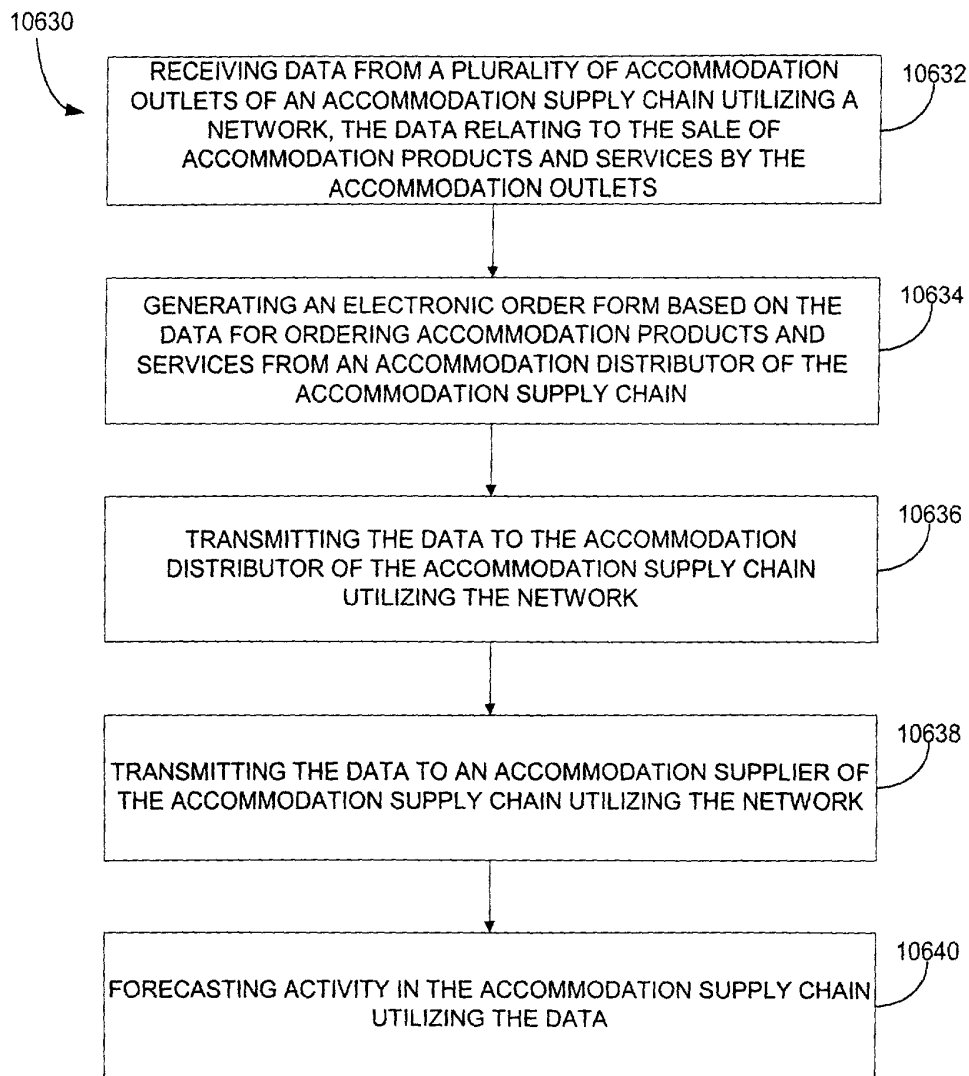 10630
RECEIVING DATA FROM A PLURALITY OF ACCOMMODATION
OUTLETS OF AN ACCOMMODATION SUPPLY CHAIN UTILIZING A
NETWORK, THE DATA RELATING TO THE SALE OF
ACCOMMODATION PRODUCTS AND SERVICES BY THE
ACCOMMODATION OUTLETS
10632
GENERATING AN ELECTRONIC ORDER FORM BASED ON THE
DATA FOR ORDERING ACCOMMODATION PRODUCTS AND
SERVICES FROM AN ACCOMMODATION DISTRIBUTOR OF THE
ACCOMMODATION SUPPLY CHAIN
10634
TRANSMITTING THE DATA TO THE ACCOMMODATION
DISTRIBUTOR OF THE ACCOMMODATION SUPPLY CHAIN
UTILIZING THE NETWORK
10636
TRANSMITTING THE DATA TO AN ACCOMMODATION SUPPLIER OF
THE ACCOMMODATION SUPPLY CHAIN UTILIZING THE NETWORK
10638
FORECASTING ACTIVITY IN THE ACCOMMODATION SUPPLY CHAIN
UTILIZING THE DATA
10640